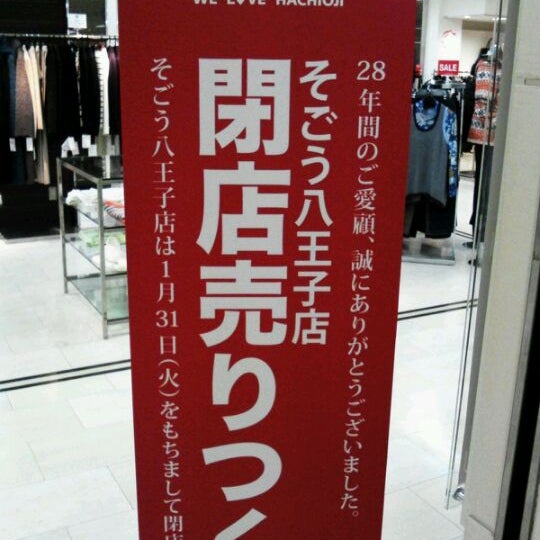 WE LOVE HACHIOJI
28年間のご愛顧、誠にありがとうございました。
そごう八王子店
閉店売りつく
そごう八王子店は1月31日(火)をもちまして閉店
SALE